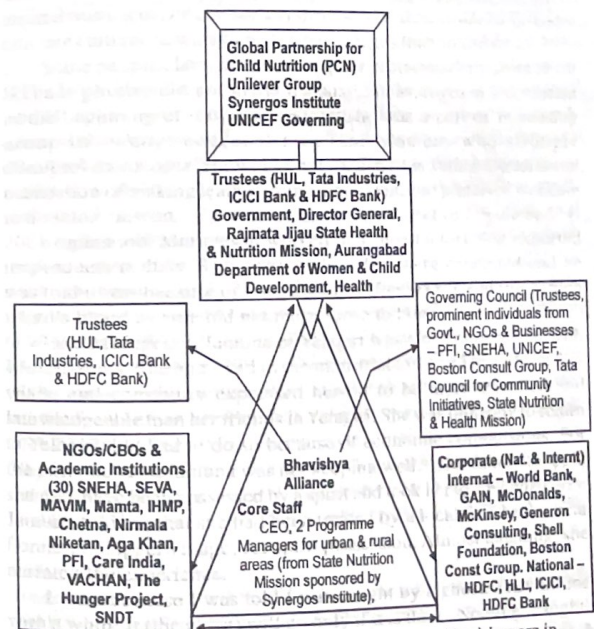 Global Partnership for
Child Nutrition (PCN)
Unilever Group
Synergos Institute
UNICEF Governing
Trustees (HUL, Tata Industries,
ICICI Bank & HDFC Bank)
Government, Director General,
Rajmata Jijau State Health
& Nutrition Mission, Aurangabad
Department of Women & Child
Development, Health
Trustees
(HUL, Tata
Industries, ICICI Bank
& HDFC Bank)
Governing Council (Trustees,
prominent individuals from
Govt., NGOs & Businesses
– PFI, SNEHA, UNICEF,
Boston Consult Group, Tata
Council for Community
Initiatives, State Nutrition
& Health Mission)
NGOs/CBOs &
Academic Institutions
(30) SNEHA, SEVA,
MAVIM, Mamta, IHMP,
Chetna, Nirmala
Niketan, Aga Khan,
PFI, Care India,
VACHAN, The
Hunger Project,
SNDT
Bhavishya
Alliance
Core Staff
CEO, 2 Programme
Managers for urban & rural
areas (from State Nutrition
Mission sponsored by
Synergos Institute),
Corporate (Nat. & Internt)
Internat – World Bank,
GAIN, McDonalds,
McKinsey, Generon
Consulting, Shell
Foundation, Boston
Const Group. National –
HDFC, HLL, ICICI,
HDFC Bank